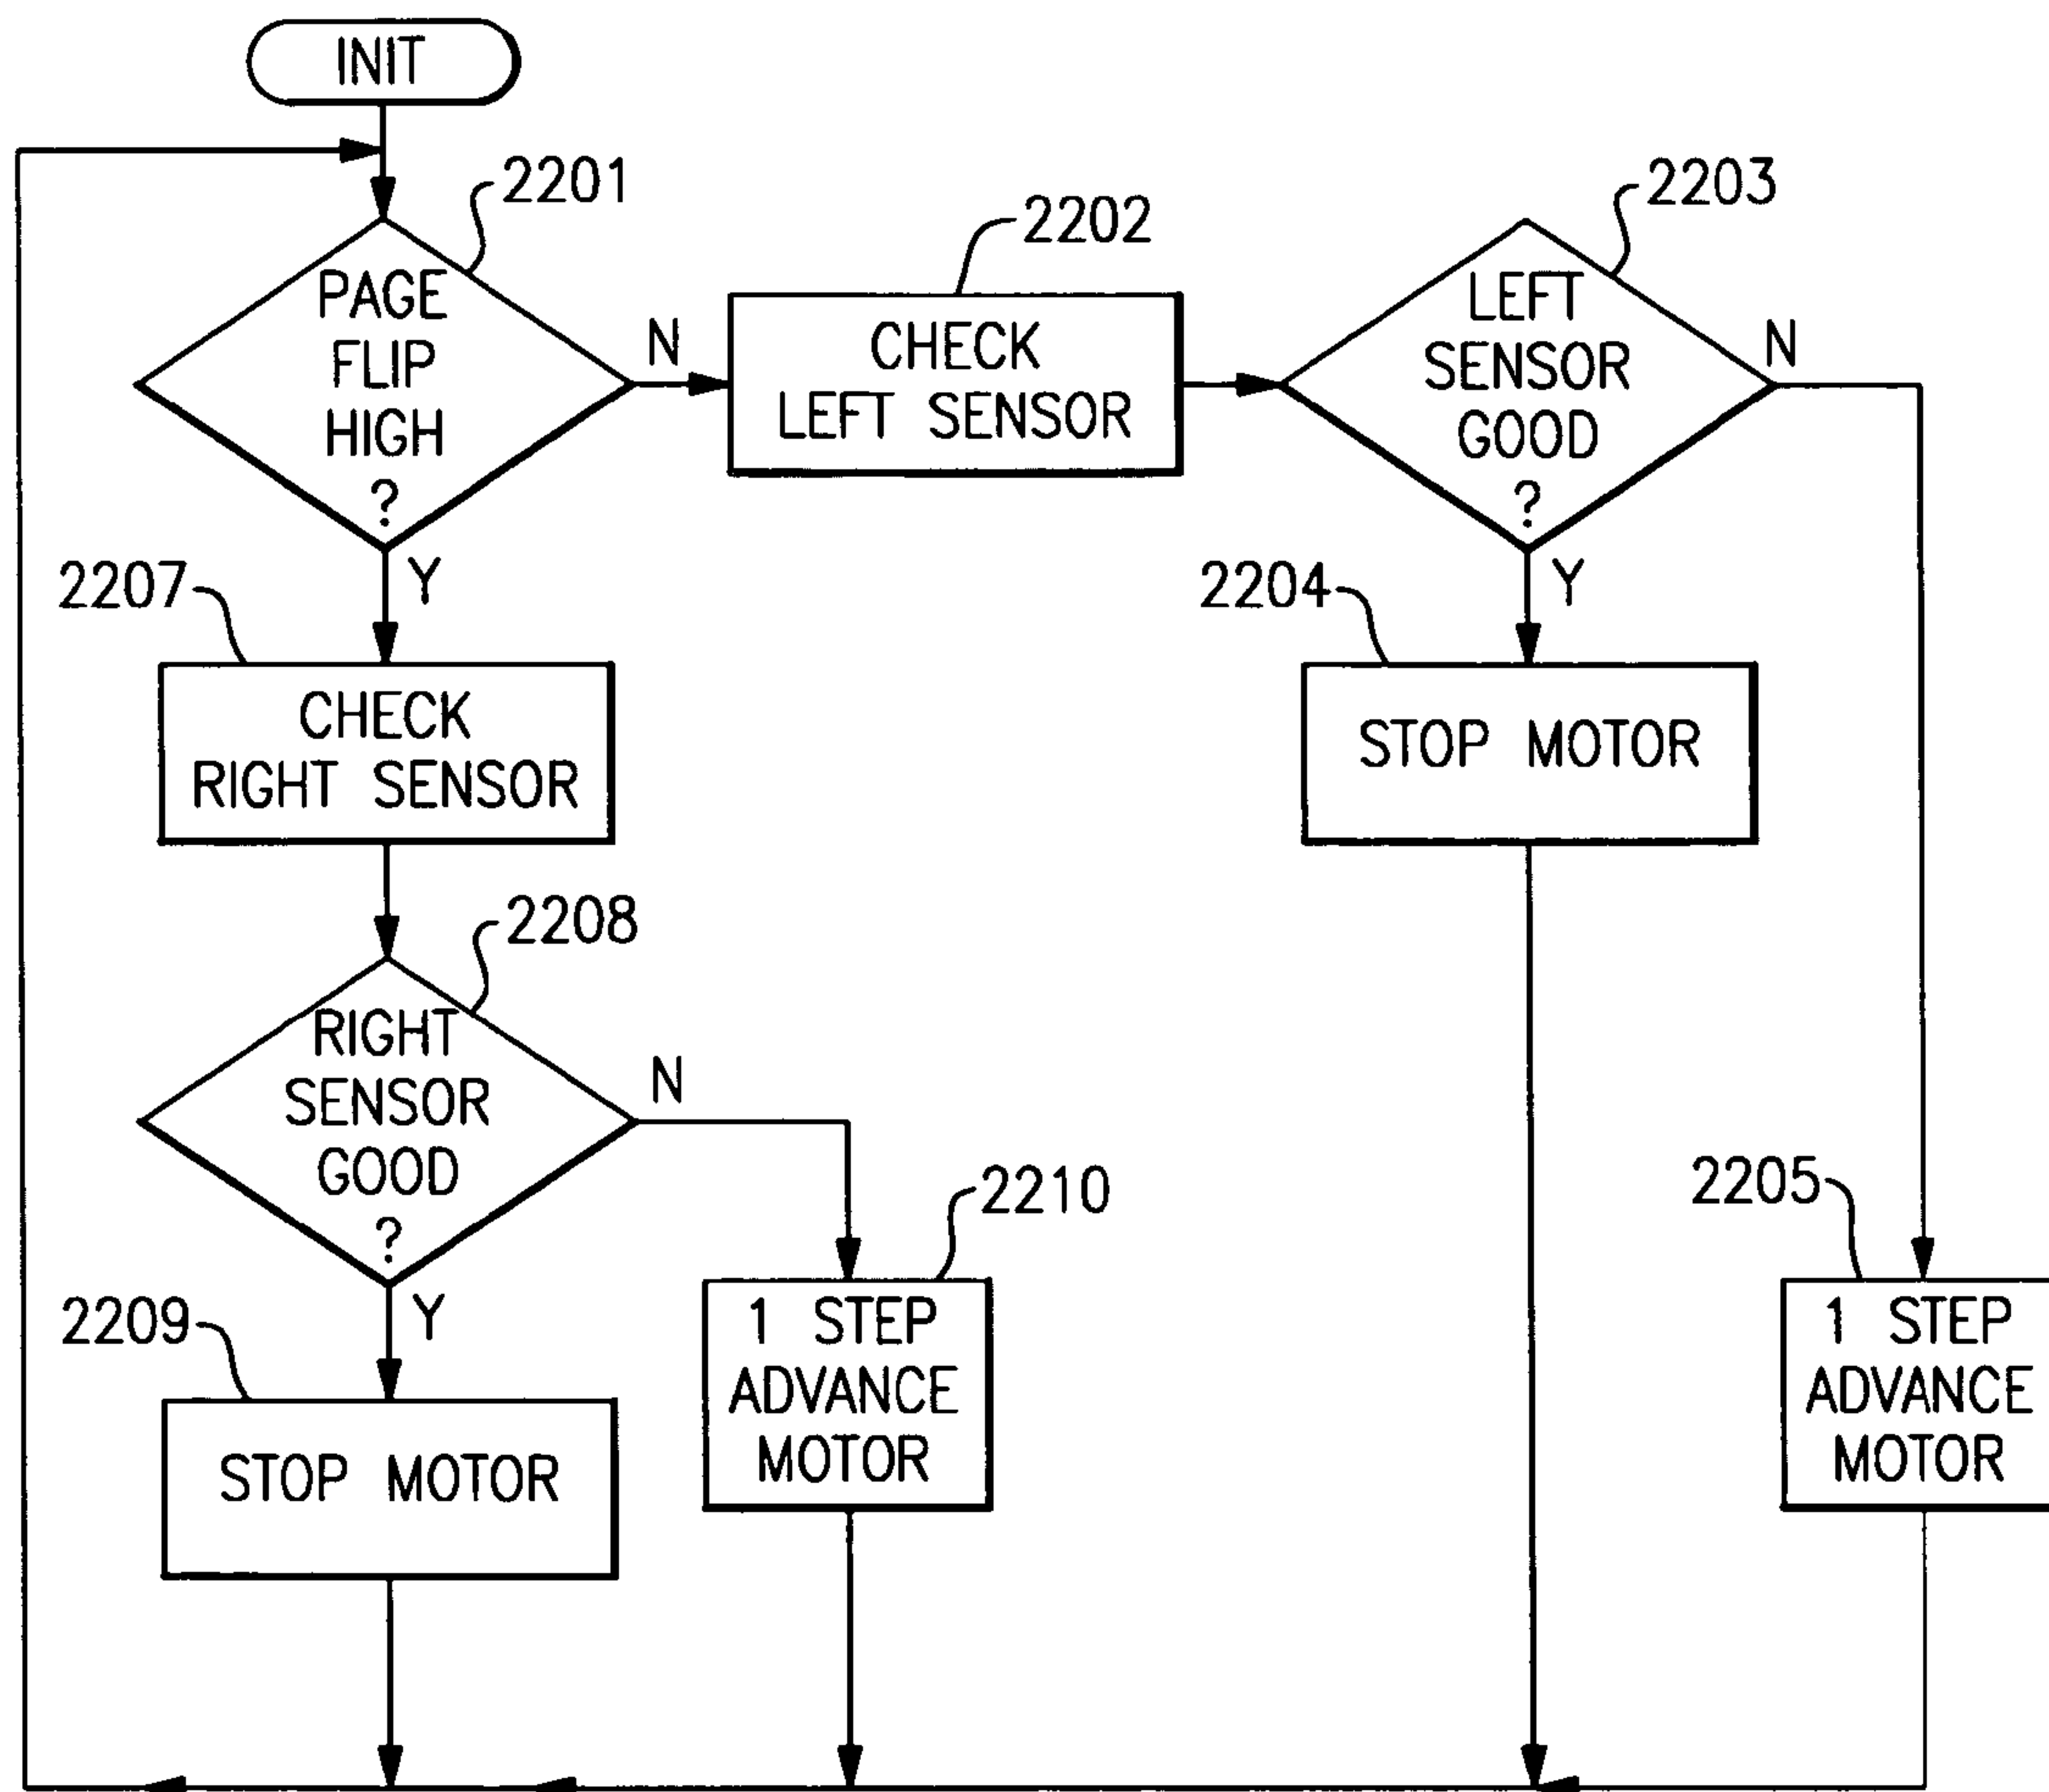 INIT
2201
PAGE
FLIP
HIGH
?
N
Y
2202
CHECK
LEFT SENSOR
2203
LEFT
SENSOR
GOOD
?
N
Y
2204
STOP MOTOR
2205
1 STEP
ADVANCE
MOTOR
2207
CHECK
RIGHT SENSOR
2208
RIGHT
SENSOR
GOOD
?
N
Y
2209
STOP MOTOR
2210
1 STEP
ADVANCE
MOTOR